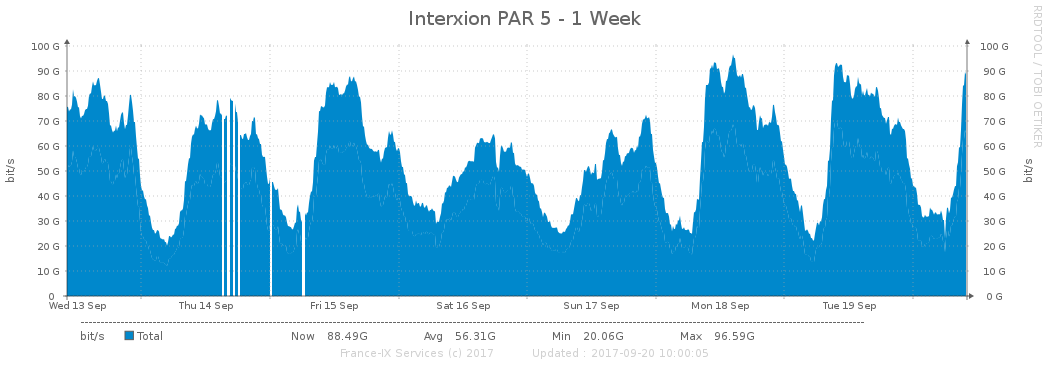 Interxion PAR 5 - 1 Week
RRDTOOL / TOBI OETIKER
bit/s
100 G
90 G
80 G
70 G
60 G
50 G
40 G
30 G
20 G
10 G
0
100 G
90 G
80 G
70 G
60 G
50 G
40 G
30 G
20 G
10 G
0 G
bit/s
Wed 13 Sep Thu 14 Sep Fri 15 Sep Sat 16 Sep Sun 17 Sep Mon 18 Sep Tue 19 Sep
bit/s Total Now 88.49G Avg 56.31G Min 20.06G Max 96.59G
France-IX Services (c) 2017 Updated : 2017-09-20 10:00:05